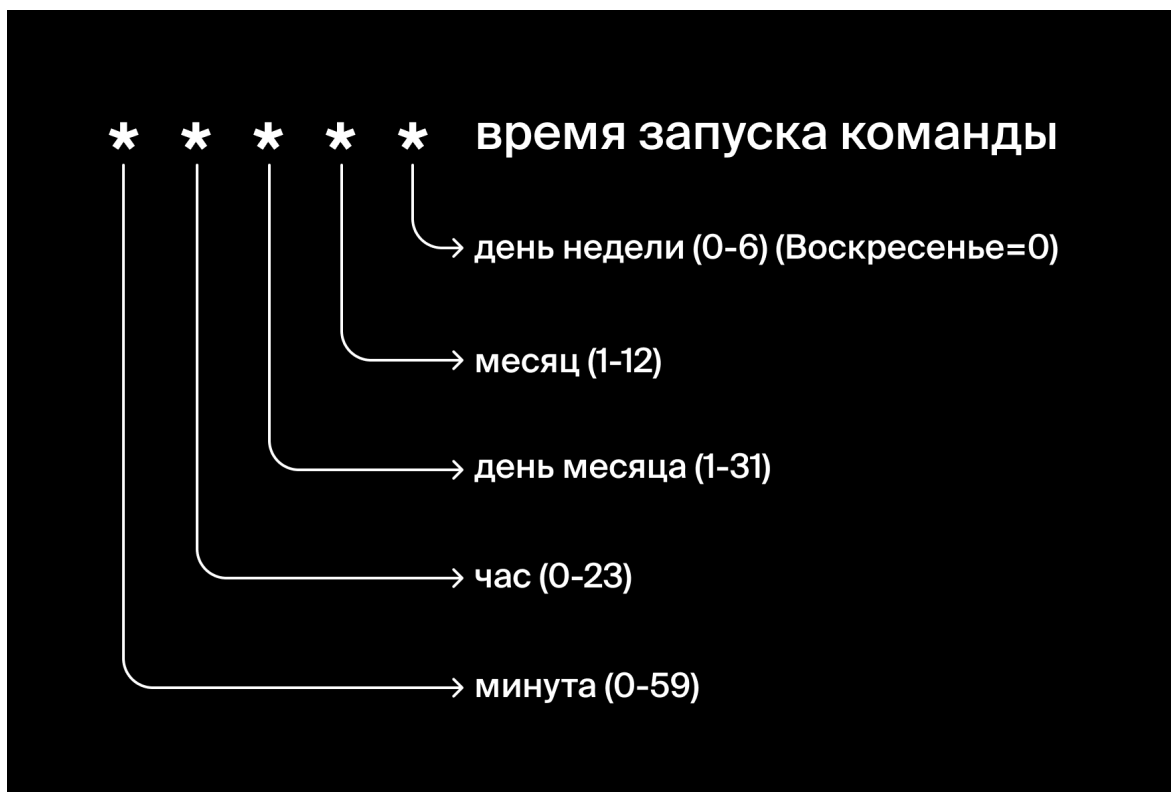 * * * * * время запуска команды
день недели (0-6) (Воскресенье=0)
месяц (1-12)
день месяца (1-31)
час (0-23)
минута (0-59)